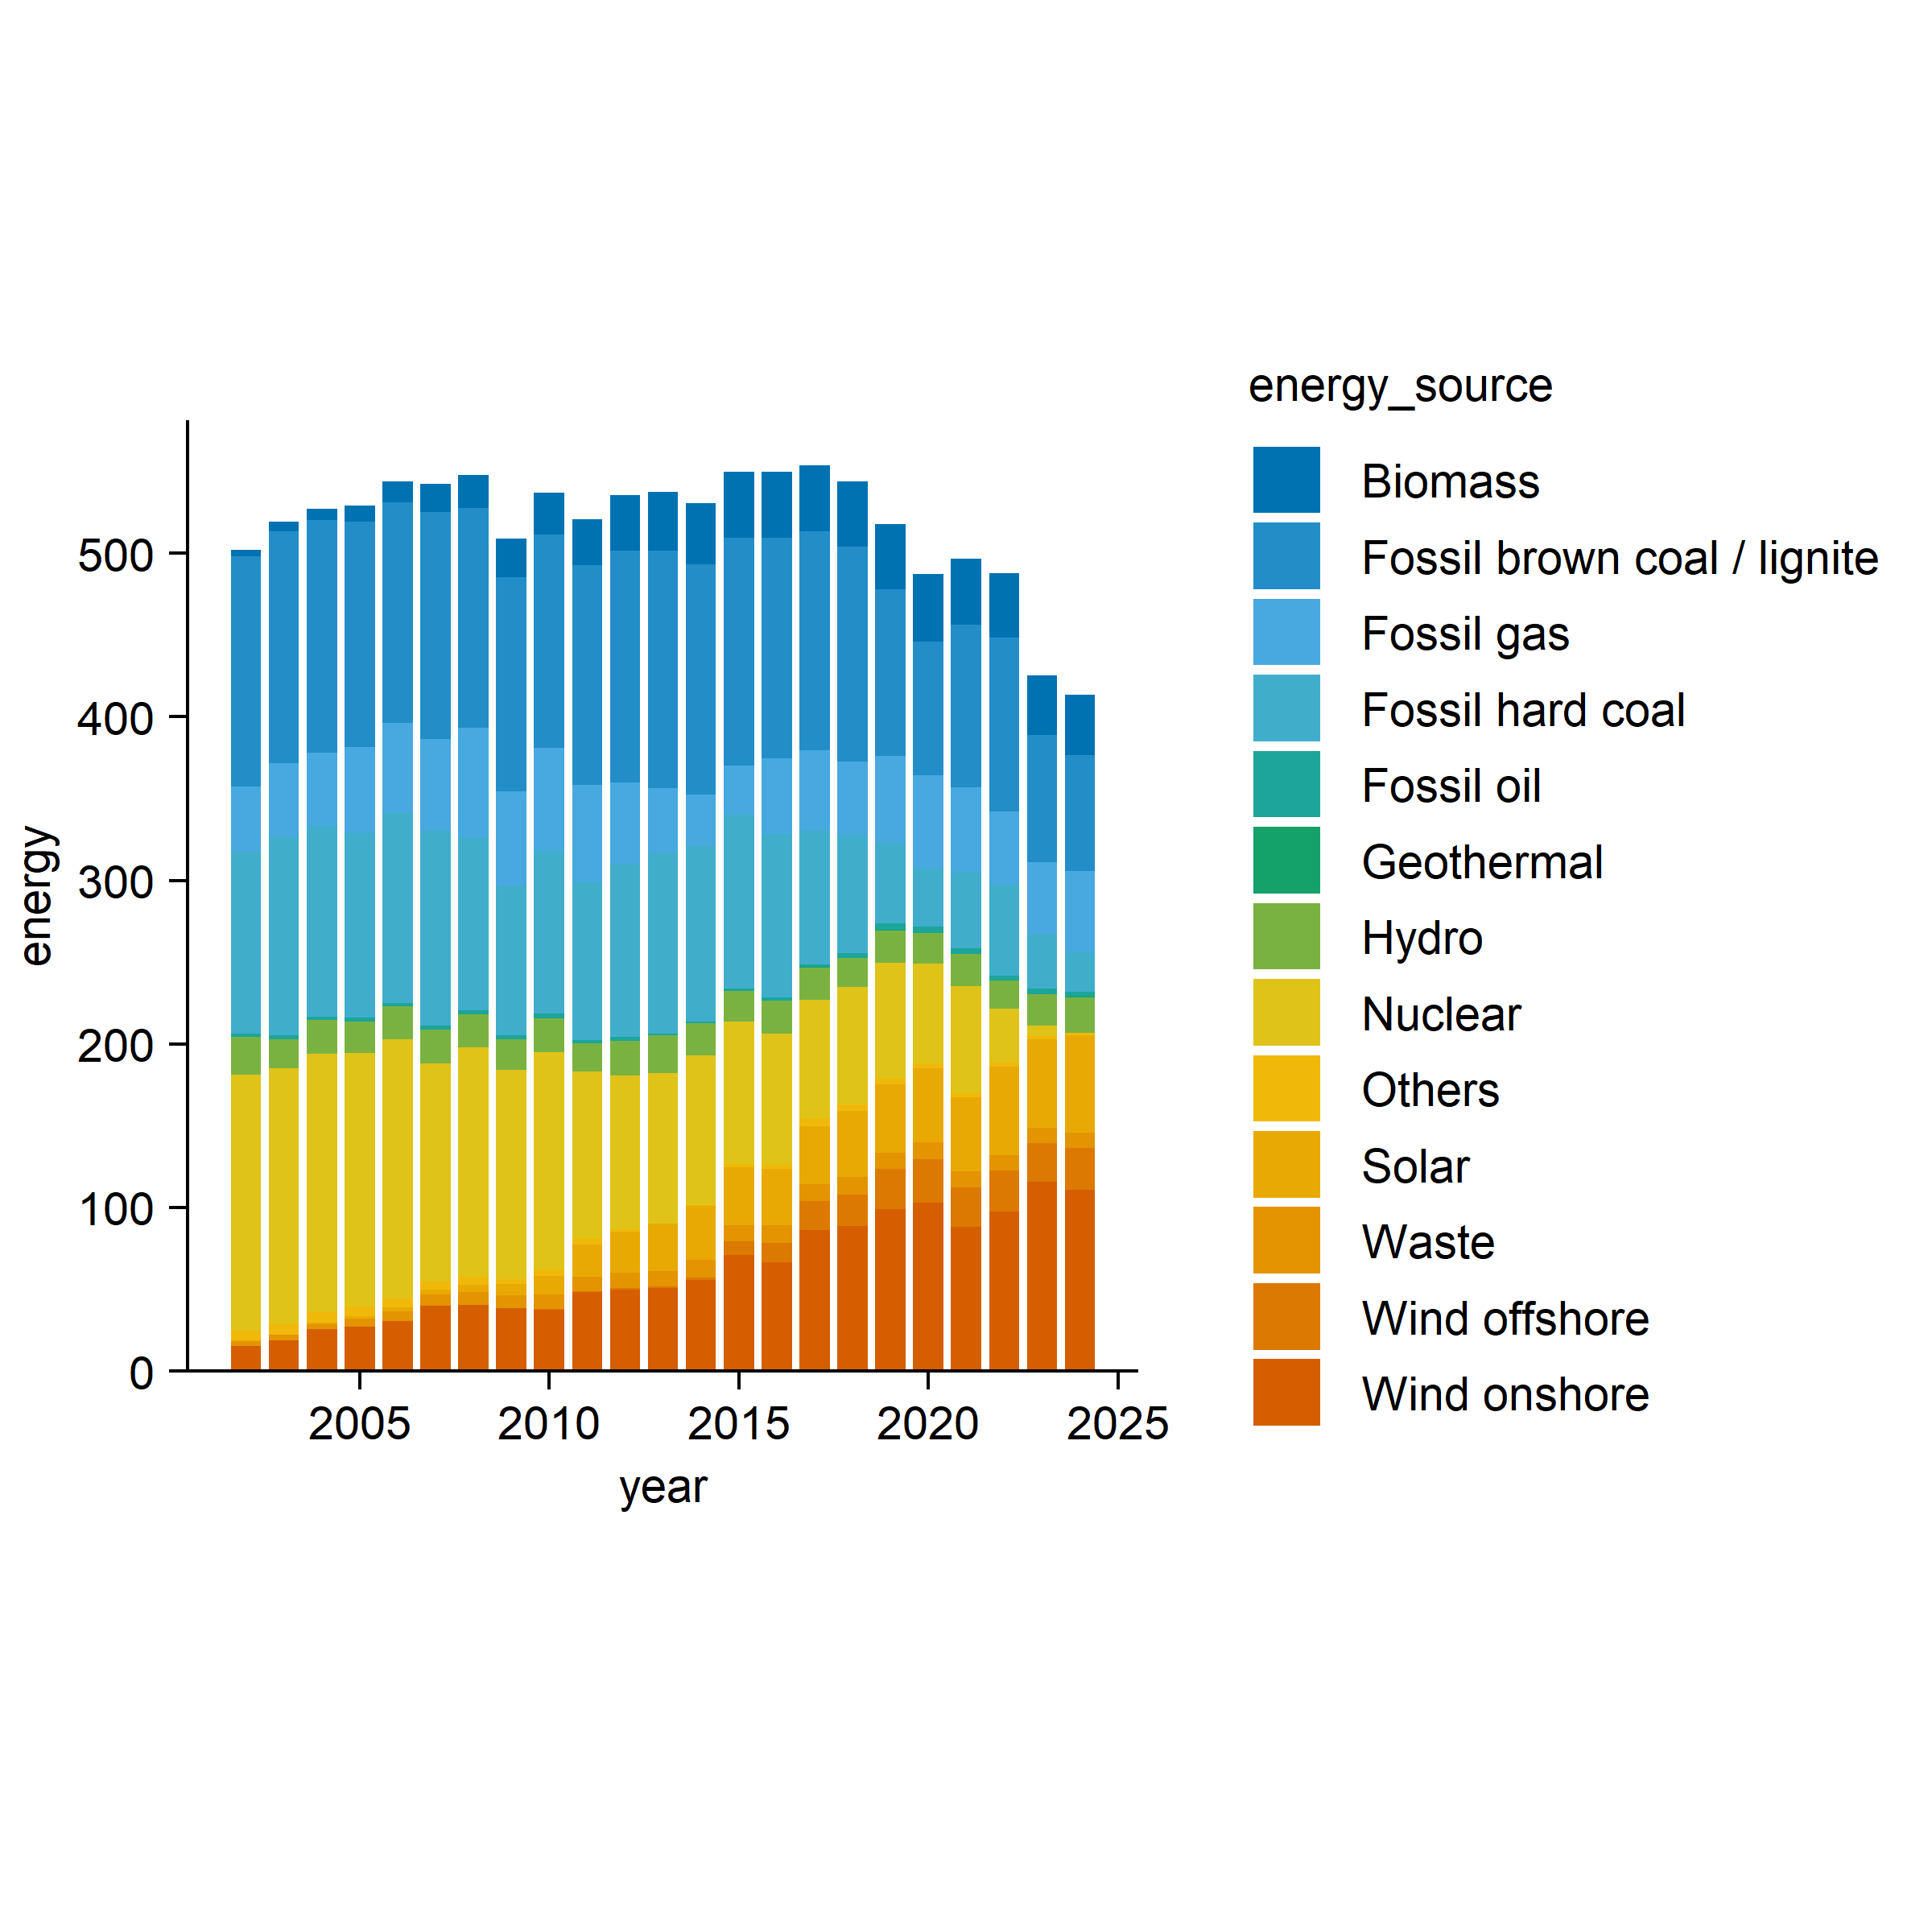 energy_source
Biomass
Fossil brown coal / lignite
Fossil gas
Fossil hard coal
Fossil oil
Geothermal
Hydro
Nuclear
Others
Solar
Waste
Wind offshore
Wind onshore
energy
500
400
300
200
100
0
2005 2010 2015 2020 2025
year